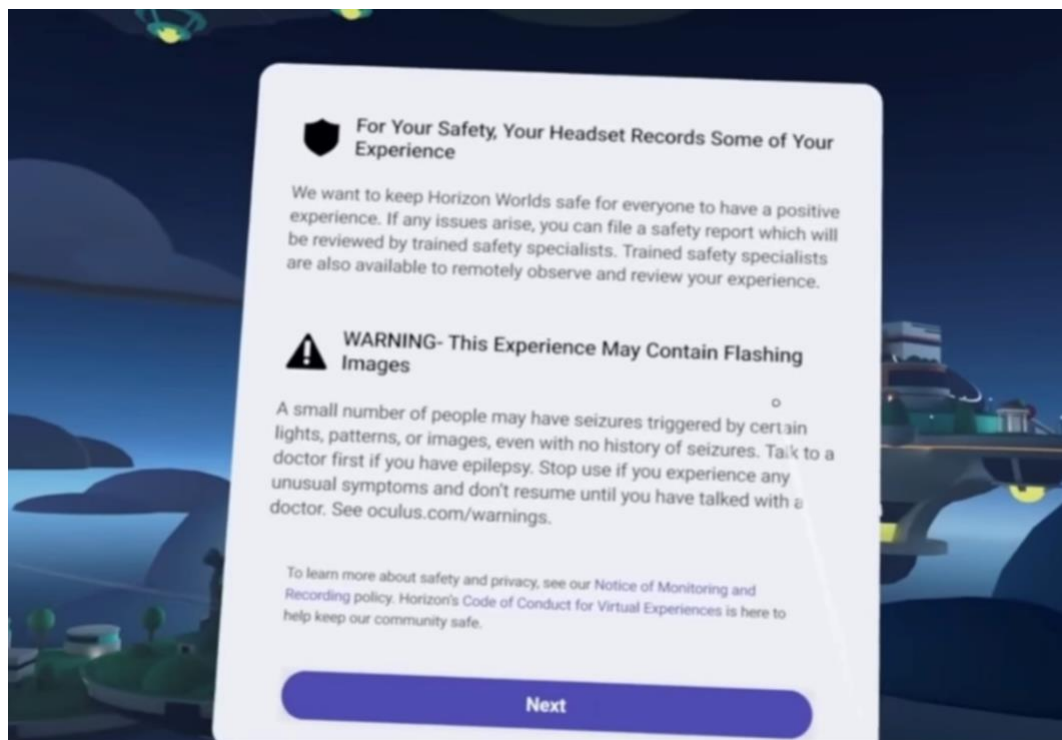 For Your Safety, Your Headset Records Some of Your
Experience
We want to keep Horizon Worlds safe for everyone to have a positive
experience. If any issues arise, you can file a safety report which will
be reviewed by trained safety specialists. Trained safety specialists
are also available to remotely observe and review your experience.
WARNING- This Experience May Contain Flashing
Images
A small number of people may have seizures triggered by certain
lights, patterns, or images, even with no history of seizures. Talk to a
doctor first if you have epilepsy. Stop use if you experience any
unusual symptoms and don't resume until you have talked with a
doctor. See oculus.com/warnings.
To learn more about safety and privacy, see our Notice of Monitoring and
Recording policy. Horizon's Code of Conduct for Virtual Experiences is here to
help keep our community safe.
Next